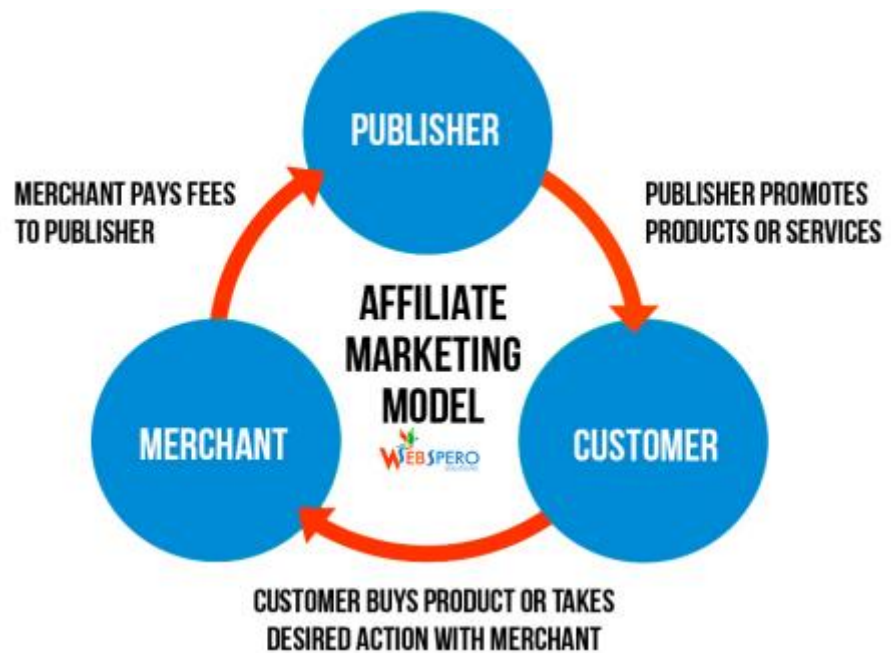 PUBLISHER
MERCHANT PAYS FEES
TO PUBLISHER
PUBLISHER PROMOTES
PRODUCTS OR SERVICES
AFFILIATE
MARKETING
MODEL
WEBSPERO
MERCHANT
CUSTOMER
CUSTOMER BUYS PRODUCT OR TAKES
DESIRED ACTION WITH MERCHANT